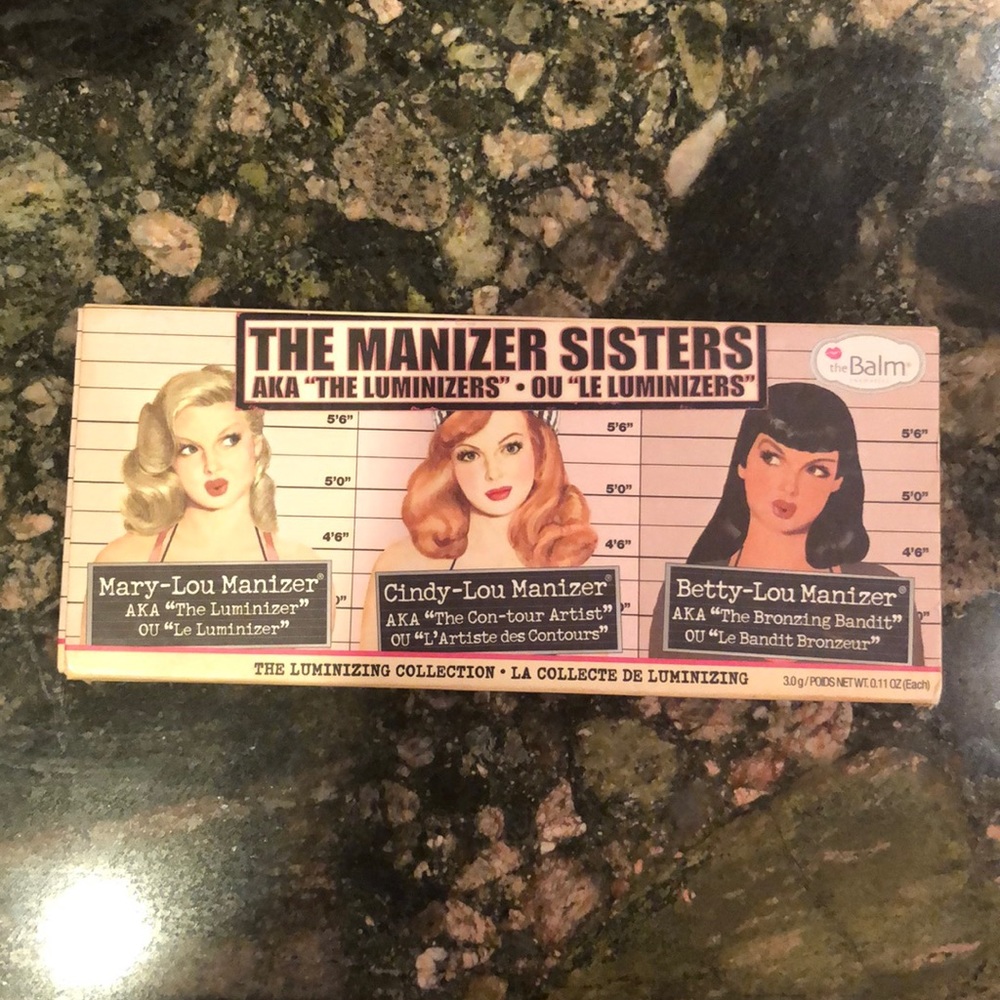 THE MANIZER SISTERS
AKA "THE LUMINIZERS" • OU "LE LUMINIZERS"
the Balm®
5'6"
5'0"
4'6"
5'6"
5'0"
4'6"
5'6"
5'0"
4'6"
Mary-Lou Manizer®
AKA "The Luminizer"
OU "Le Luminizer"
Cindy-Lou Manizer®
AKA "The Con-tour Artist"
OU "L'Artiste des Contours"
Betty-Lou Manizer®
AKA "The Bronzing Bandit"
OU "Le Bandit Bronzeur"
THE LUMINIZING COLLECTION • LA COLLECTE DE LUMINIZING
3.0 g / POIDS NET WT. 0.11 OZ (Each)